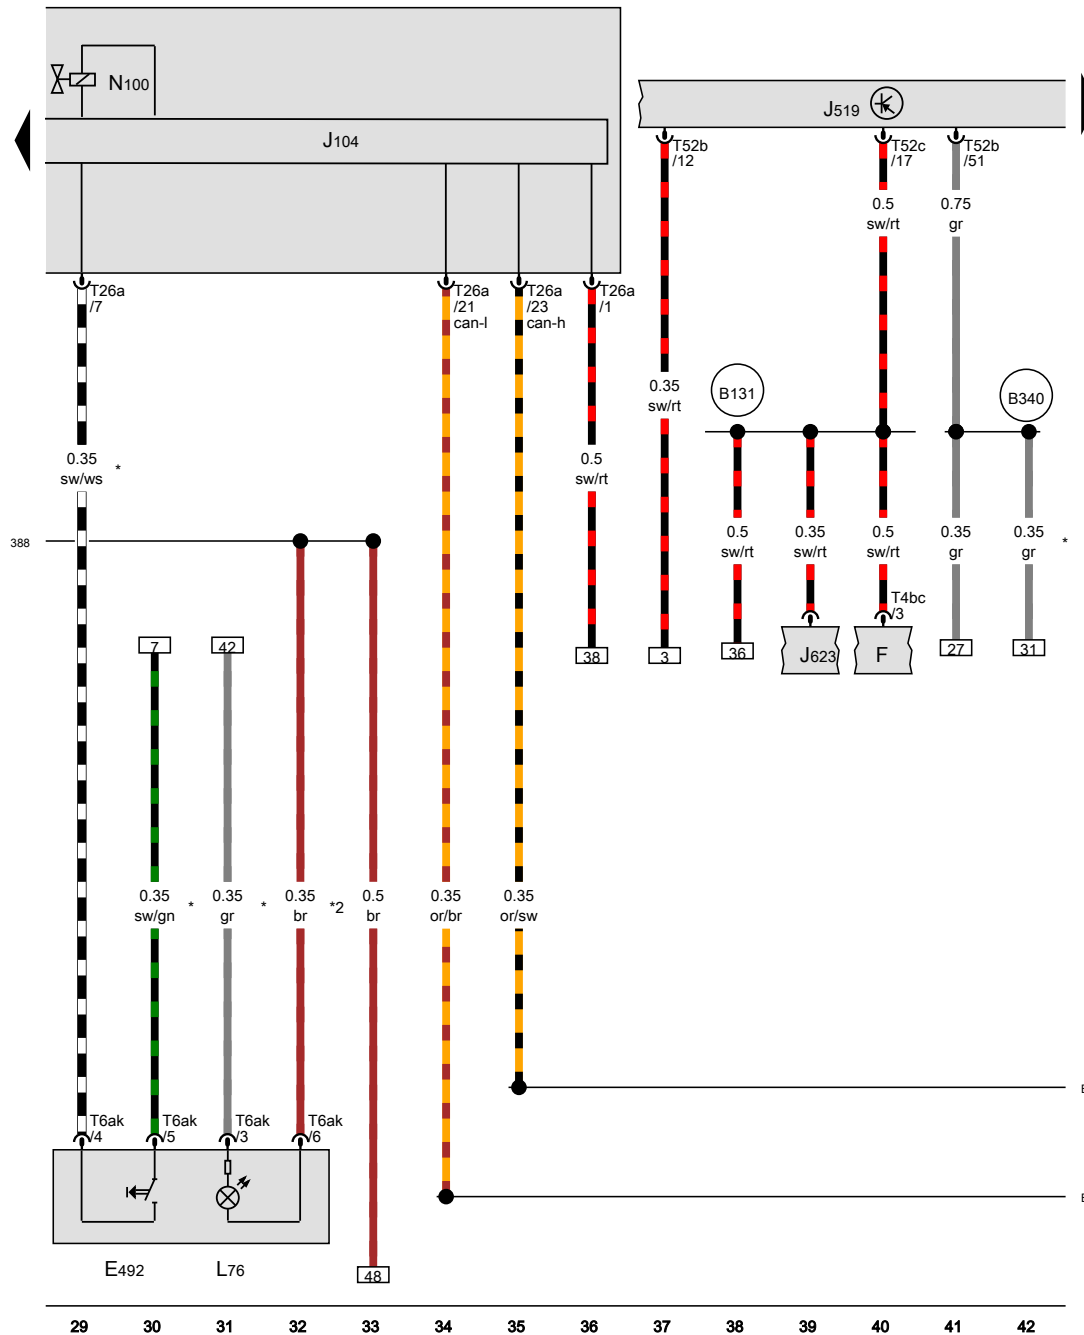 N100
J519
J104
T26a
/7
T26a
/21
can-l
T26a
/23
can-h
T26a
/1
T52b
/12
T52c
/17
T52b
/51
0.5
sw/rt
0.75
gr
0.35
sw/rt
B131
B340
0.35
sw/ws
*
0.5
sw/rt
388
0.5
sw/rt
0.35
sw/rt
0.5
sw/rt
0.35
gr
0.35
gr
*
T4bc
/3
7
42
38
3
36
J623
F
27
31
0.35
sw/gn
*
0.35
gr
*
0.35
br
*2
0.5
br
0.35
or/br
0.35
or/sw
T6ak
/4
T6ak
/5
T6ak
/3
T6ak
/6
E492
L76
48
29 30 31 32 33 34 35 36 37 38 39 40 41 42